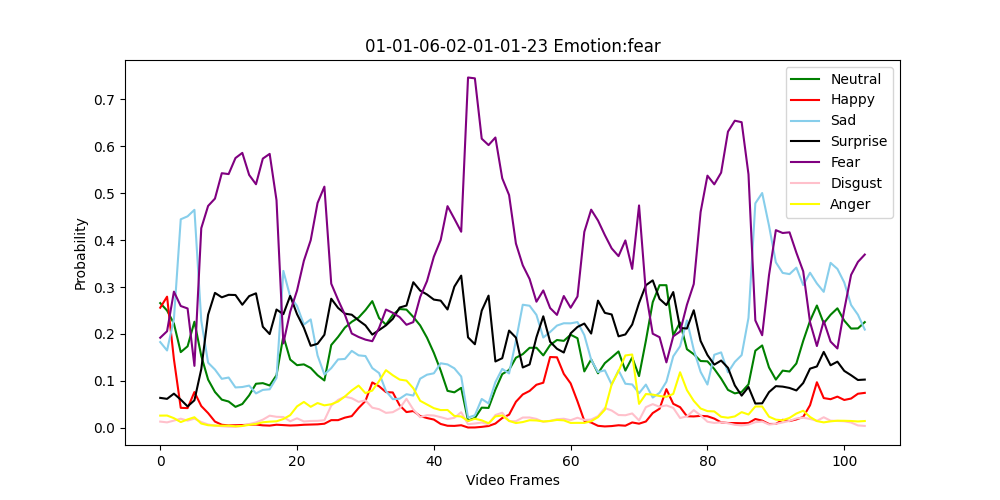 01-01-06-02-01-01-23 Emotion:fear
Probability
0.7
0.6
0.5
0.4
0.3
0.2
0.1
0.0
0 20 40 60 80 100
Video Frames
Neutral
Happy
Sad
Surprise
Fear
Disgust
Anger